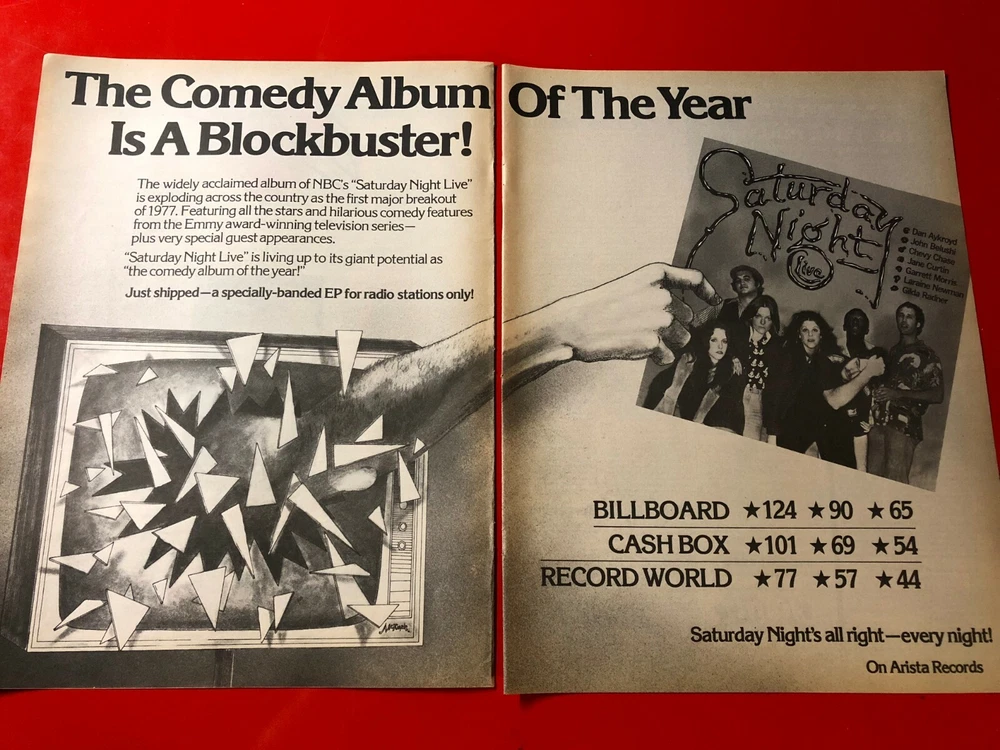 The Comedy Album Of The Year
Is A Blockbuster!
The widely acclaimed album of NBC's "Saturday Night Live"
is exploding across the country as the first major breakout
of 1977. Featuring all the stars and hilarious comedy features
from the Emmy award-winning television series—
plus very special guest appearances.
"Saturday Night Live" is living up to its giant potential as
"the comedy album of the year!"
Just shipped—a specially-banded EP for radio stations only!
Saturday
Night
Live
Dan Aykroyd
John Belushi
Chevy Chase
Jane Curtin
Garrett Morris
Laraine Newman
Gilda Radner
BILLBOARD ★124 ★90 ★65
CASH BOX ★101 ★69 ★54
RECORD WORLD ★77 ★57 ★44
Saturday Night's all right—every night!
On Arista Records